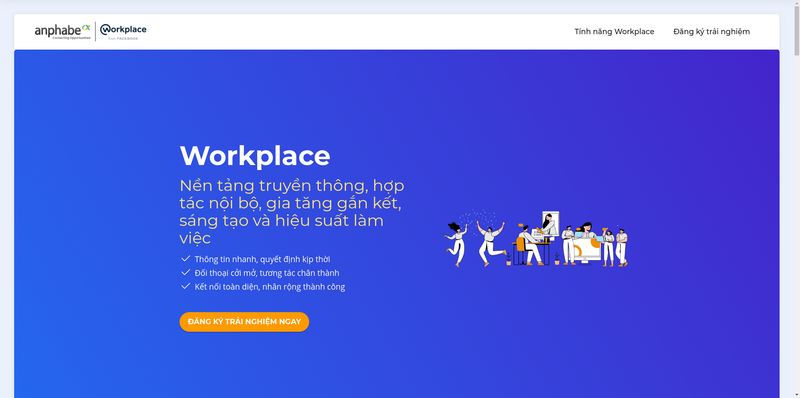 anphabe
Connecting Opportunities
Workplace
from FACEBOOK
Tính năng Workplace
Đăng ký trải nghiệm
Workplace
Nền tảng truyền thông, hợp
tác nội bộ, gia tăng gắn kết,
sáng tạo và hiệu suất làm
việc
Thông tin nhanh, quyết định kịp thời
Đối thoại cởi mở, tương tác chân thành
Kết nối toàn diện, nhân rộng thành công
ĐĂNG KÝ TRẢI NGHIỆM NGAY